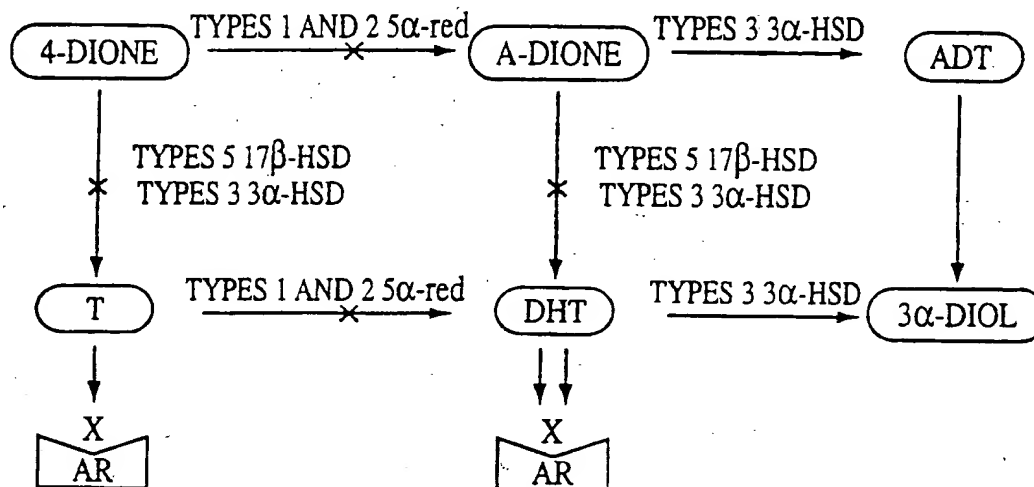 TYPES 1 AND 2 5α-red
TYPES 3 3α-HSD
4-DIONE
A-DIONE
ADT
TYPES 5 17β-HSD
TYPES 3 3α-HSD
TYPES 5 17β-HSD
TYPES 3 3α-HSD
TYPES 1 AND 2 5α-red
TYPES 3 3α-HSD
T
DHT
3α-DIOL
X
X
AR
AR